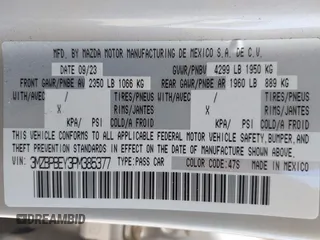 MFD. BY MAZDA MOTOR MANUFACTURING DE MEXICO S.A. DE C.V.
DATE 09/23 GVWR/PNBV 4299 LB 1950 KG
FRONT GAWR/PNBE AV 2350 LB 1066 KG REAR GAWR/PNBE AR 1960 LB 889 KG
WITH/AVEC / TIRES/PNEUS WITH/AVEC / TIRES/PNEUS
X RIMS/JANTES X RIMS/JANTES
KPA / PSI COLD/A FROID KPA / PSI COLD/A FROID
THIS VEHICLE CONFORMS TO ALL APPLICABLE FEDERAL MOTOR VEHICLE SAFETY, BUMPER, AND
THEFT PREVENTION STANDARDS IN EFFECT ON THE DATE OF MANUFACTURE SHOWN ABOVE.
VIN: 3MZBPBEY3PM385377 TYPE: PASS CAR COLOR CODE: 47S MADE IN MEXICO